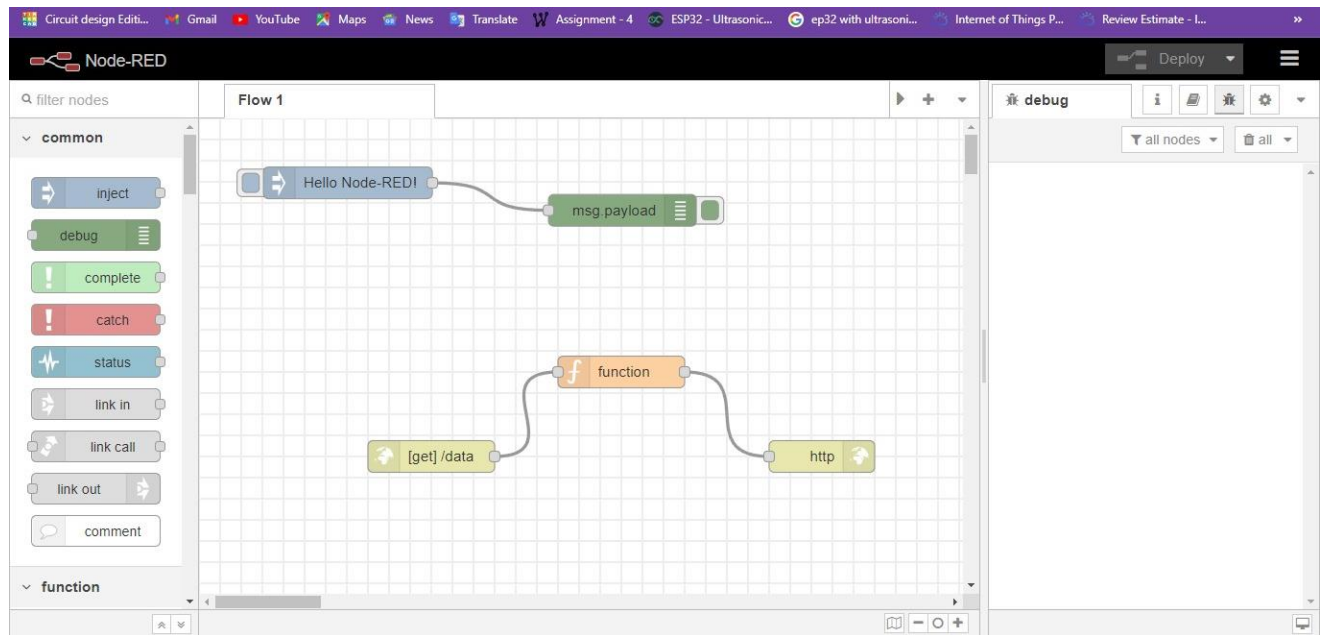 Circuit design Editi... Gmail YouTube Maps News Translate Assignment - 4 ESP32 - Ultrasonic... ep32 with ultrasoni... Internet of Things P... Review Estimate - I... »
Node-RED Deploy
filter nodes Flow 1 debug
all nodes all
common
inject
debug
complete
catch
status
link in
link call
link out
comment
function
Hello Node-RED!
msg.payload
function
[get] /data
http